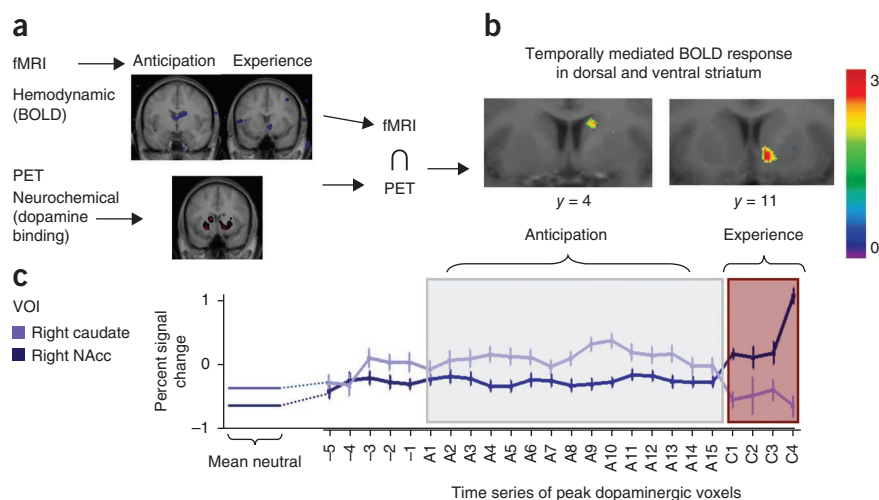 a
fMRI
Anticipation
Experience
Hemodynamic
(BOLD)
PET
Neurochemical
(dopamine
binding)
fMRI
∩
PET
b
Temporally mediated BOLD response
in dorsal and ventral striatum
y = 4
y = 11
3
0
c
VOI
Right caudate
Right NAcc
Anticipation
Experience
Percent signal
change
1
0
–1
Mean neutral
–5 –4 –3 –2 –1 A1 A2 A3 A4 A5 A6 A7 A8 A9 A10 A11 A12 A13 A14 A15 C1 C2 C3 C4
Time series of peak dopaminergic voxels